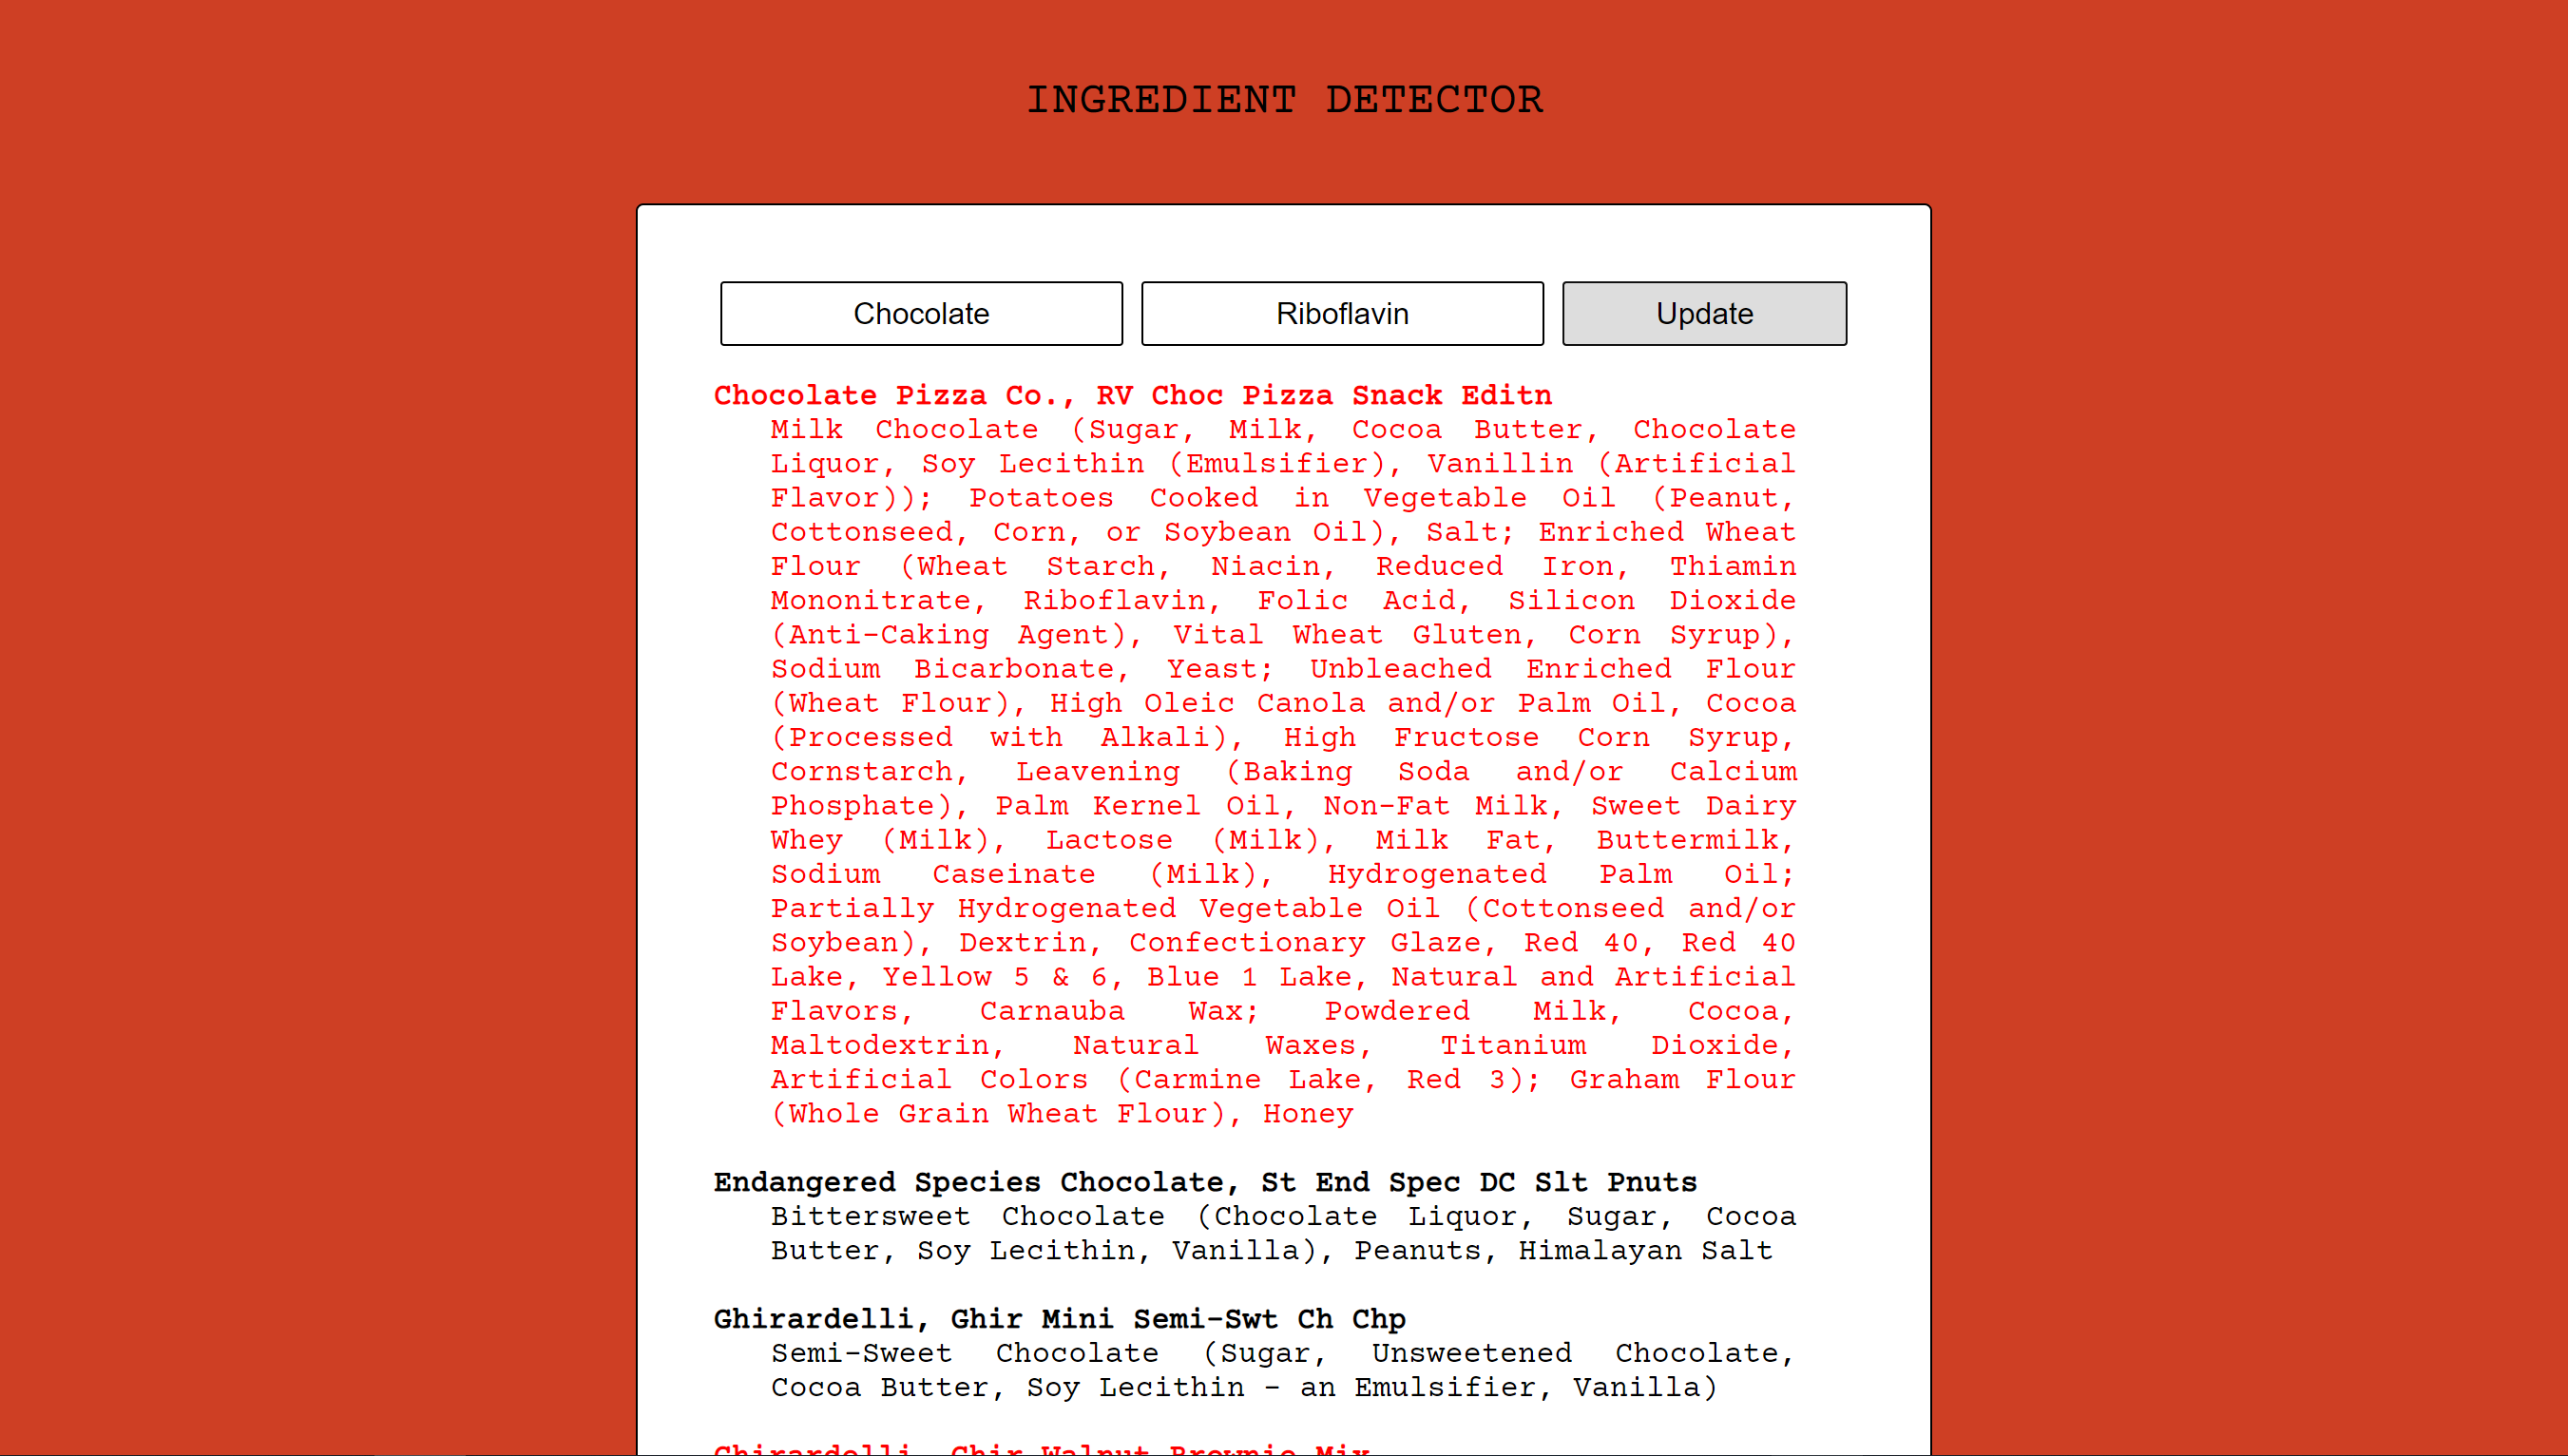 INGREDIENT DETECTOR
Chocolate Riboflavin Update
Chocolate Pizza Co., RV Choc Pizza Snack Editn
Milk Chocolate (Sugar, Milk, Cocoa Butter, Chocolate
Liquor, Soy Lecithin (Emulsifier), Vanillin (Artificial
Flavor)); Potatoes Cooked in Vegetable Oil (Peanut,
Cottonseed, Corn, or Soybean Oil), Salt; Enriched Wheat
Flour (Wheat Starch, Niacin, Reduced Iron, Thiamin
Mononitrate, Riboflavin, Folic Acid, Silicon Dioxide
(Anti-Caking Agent), Vital Wheat Gluten, Corn Syrup),
Sodium Bicarbonate, Yeast; Unbleached Enriched Flour
(Wheat Flour), High Oleic Canola and/or Palm Oil, Cocoa
(Processed with Alkali), High Fructose Corn Syrup,
Cornstarch, Leavening (Baking Soda and/or Calcium
Phosphate), Palm Kernel Oil, Non-Fat Milk, Sweet Dairy
Whey (Milk), Lactose (Milk), Milk Fat, Buttermilk,
Sodium Caseinate (Milk), Hydrogenated Palm Oil;
Partially Hydrogenated Vegetable Oil (Cottonseed and/or
Soybean), Dextrin, Confectionary Glaze, Red 40, Red 40
Lake, Yellow 5 & 6, Blue 1 Lake, Natural and Artificial
Flavors, Carnauba Wax; Powdered Milk, Cocoa,
Maltodextrin, Natural Waxes, Titanium Dioxide,
Artificial Colors (Carmine Lake, Red 3); Graham Flour
(Whole Grain Wheat Flour), Honey
Endangered Species Chocolate, St End Spec DC Slt Pnuts
Bittersweet Chocolate (Chocolate Liquor, Sugar, Cocoa
Butter, Soy Lecithin, Vanilla), Peanuts, Himalayan Salt
Ghirardelli, Ghir Mini Semi-Swt Ch Chp
Semi-Sweet Chocolate (Sugar, Unsweetened Chocolate,
Cocoa Butter, Soy Lecithin - an Emulsifier, Vanilla)
Ghirardelli, Ghir Walnut Brownie Mix